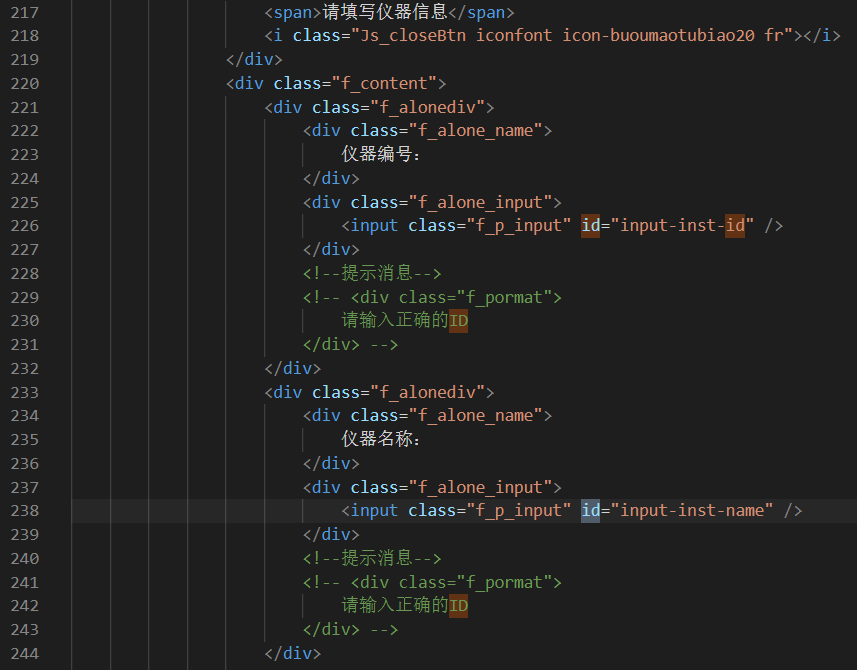 217 <span>请填写仪器信息</span>
218 <i class="Js_closeBtn iconfont icon-buoumaotubiao20 fr"></i>
219 </div>
220 <div class="f_content">
221 <div class="f_alonediv">
222 <div class="f_alone_name">
223 仪器编号：
224 </div>
225 <div class="f_alone_input">
226 <input class="f_p_input" id="input-inst-id" />
227 </div>
228 <!--提示消息-->
229 <!-- <div class="f_pormat">
230 请输入正确的ID
231 </div> -->
232 </div>
233 <div class="f_alonediv">
234 <div class="f_alone_name">
235 仪器名称：
236 </div>
237 <div class="f_alone_input">
238 <input class="f_p_input" id="input-inst-name" />
239 </div>
240 <!--提示消息-->
241 <!-- <div class="f_pormat">
242 请输入正确的ID
243 </div> -->
244 </div>